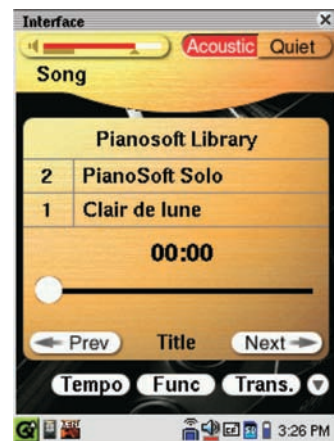 Interface
Acoustic Quiet
Song
Pianosoft Library
2 PianoSoft Solo
1 Clair de lune
00:00
Prev Title Next
Tempo Func Trans.
3:26 PM